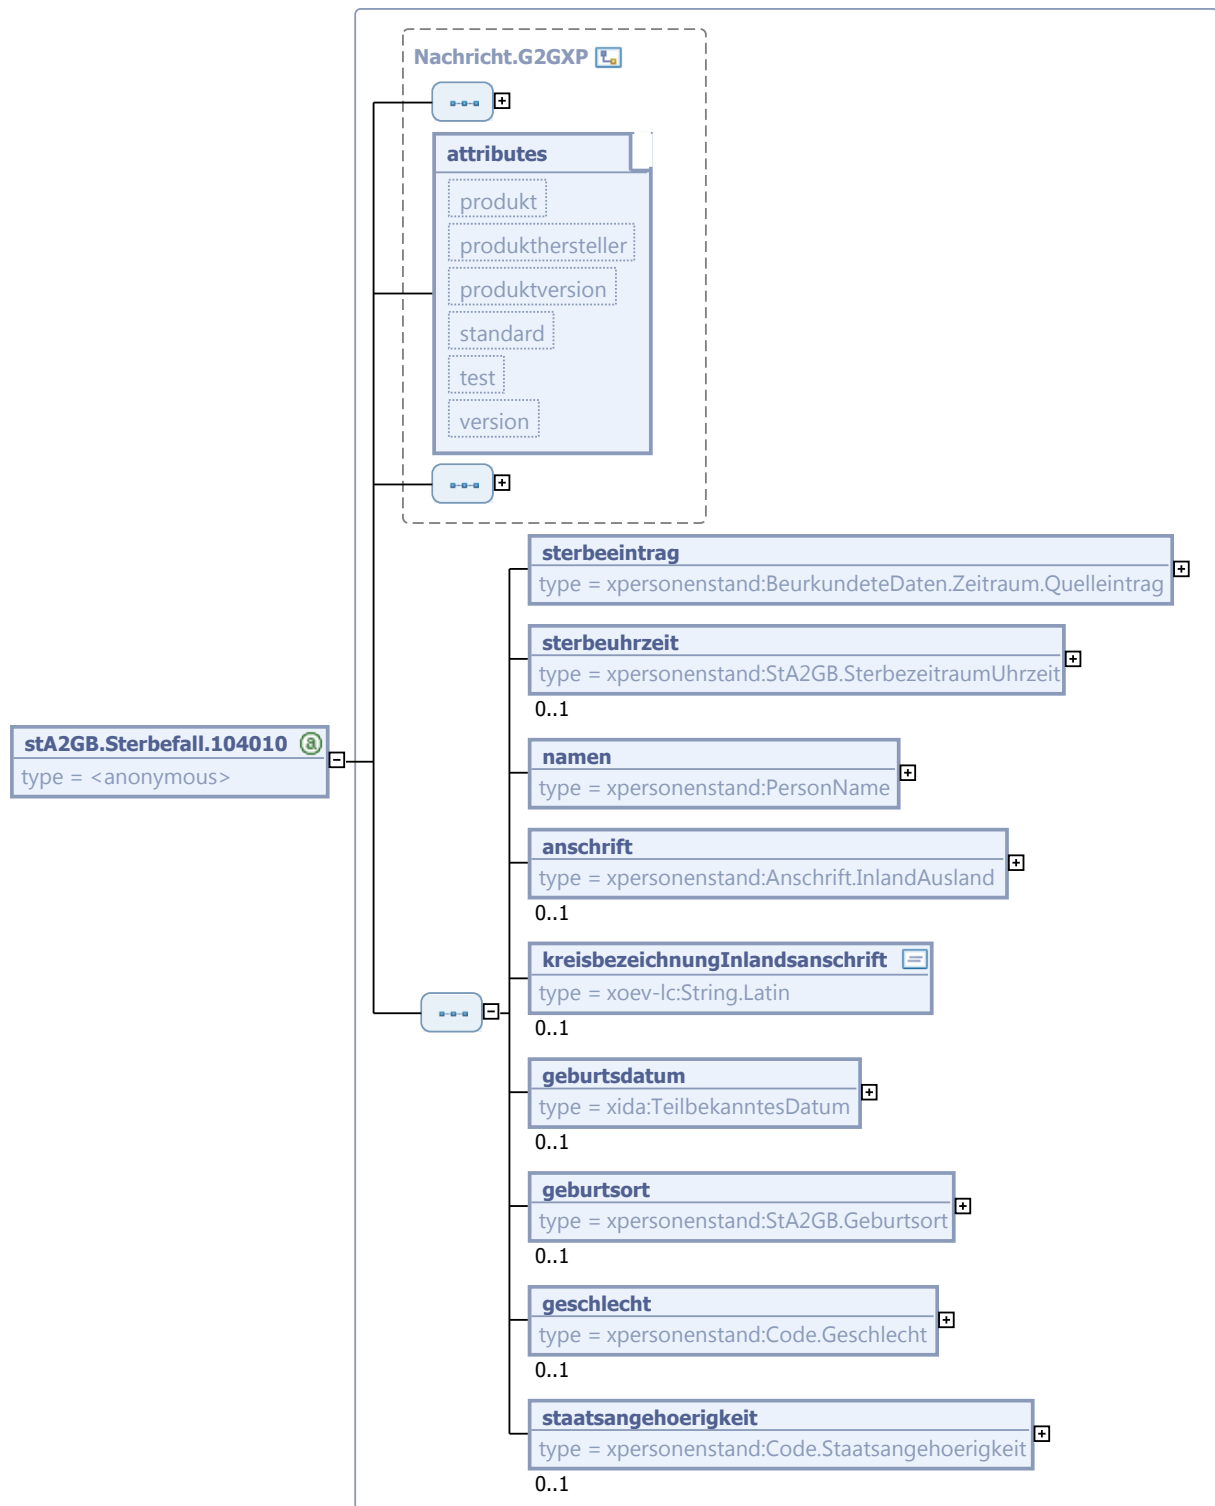 Nachricht.G2GXP
attributes
produkt
produkthersteller
produktversion
standard
test
version
stA2GB.Sterbefall.104010 a
type = <anonymous>
sterbeeintrag
type = xpersonenstand:BeurkundeteDaten.Zeitraum.Quelleintrag
sterbeuhrzeit
type = xpersonenstand:StA2GB.SterbezeitraumUhrzeit
0..1
namen
type = xpersonenstand:PersonName
anschrift
type = xpersonenstand:Anschrift.InlandAusland
0..1
kreisbezeichnungInlandsanschrift
type = xoev-lc:String.Latin
0..1
geburtsdatum
type = xida:TeilbekanntesDatum
0..1
geburtsort
type = xpersonenstand:StA2GB.Geburtsort
0..1
geschlecht
type = xpersonenstand:Code.Geschlecht
0..1
staatsangehoerigkeit
type = xpersonenstand:Code.Staatsangehoerigkeit
0..1